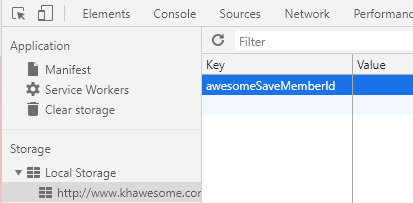 Elements Console Sources Network Performance
Application
Filter
Manifest
Key Value
Service Workers
awesomeSaveMemberId
Clear storage
Storage
Local Storage
http://www.khawesome.cor